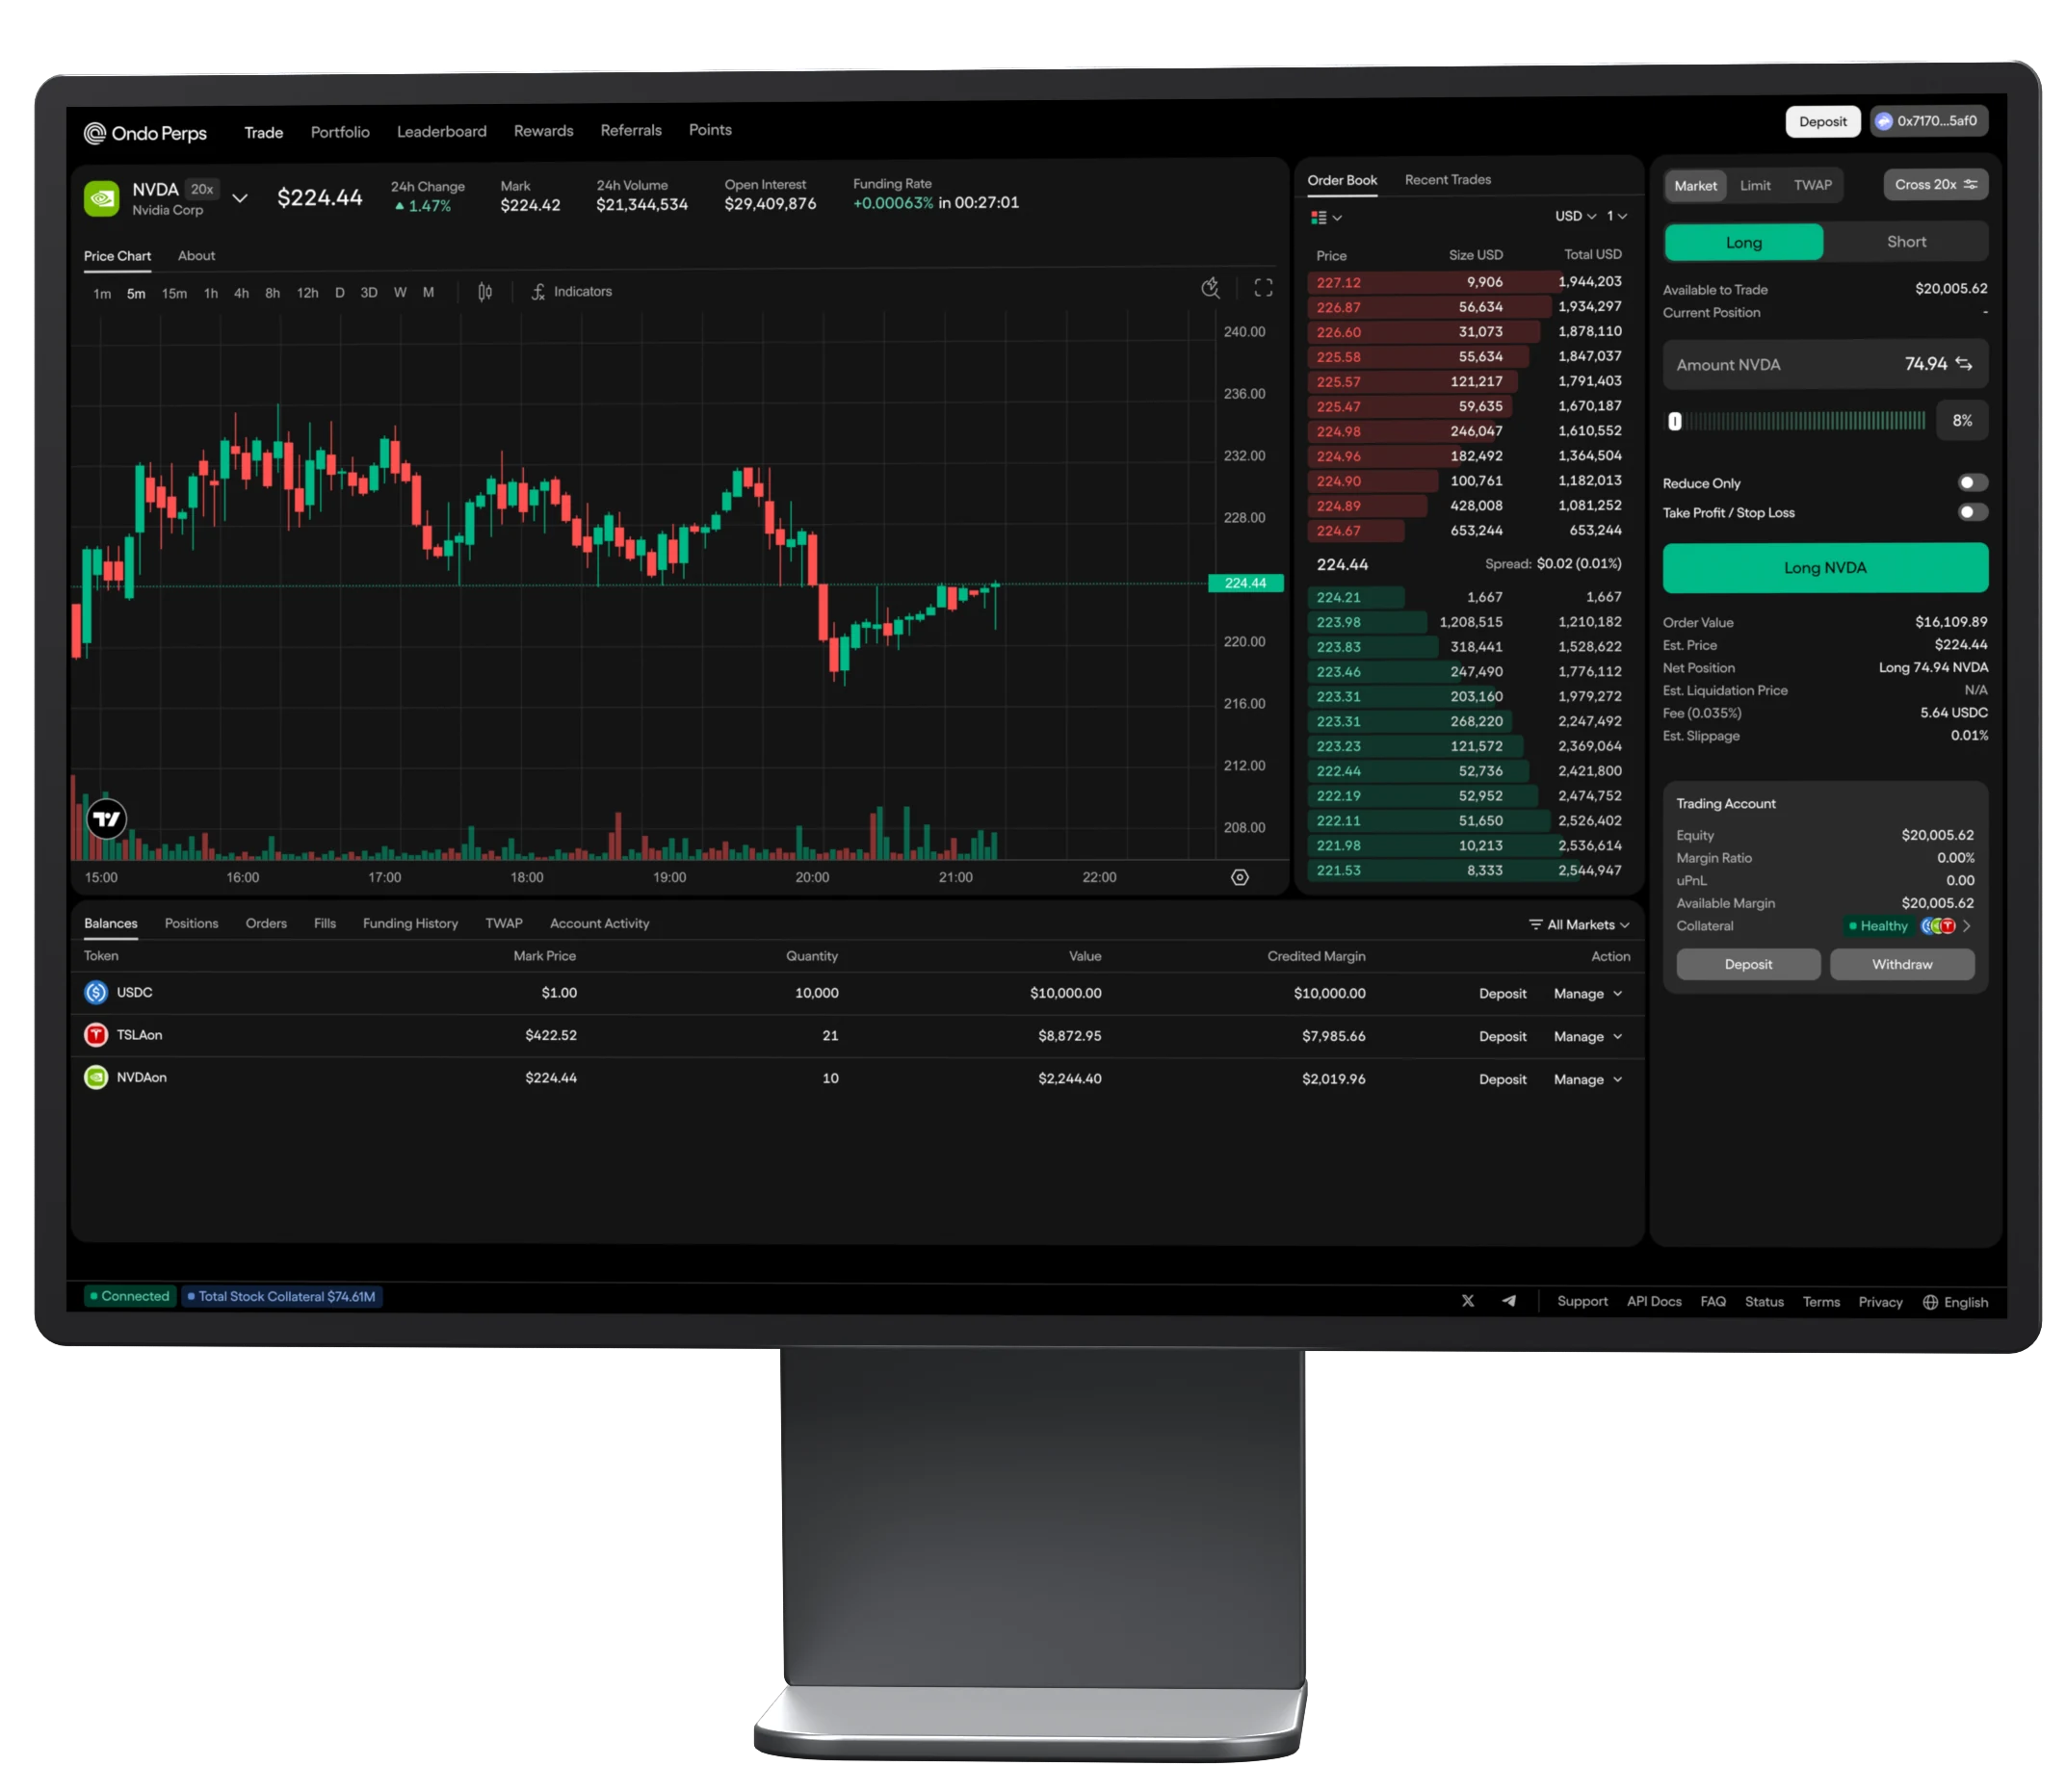 Ondo Perps Trade Portfolio Leaderboard Rewards Referrals Points Deposit 0x7170...5af0
NVDA 20x
Nvidia Corp
$224.44
24h Change
1.47%
Mark
$224.42
24h Volume
$21,344,534
Open Interest
$29,409,876
Funding Rate
+0.00063% in 00:27:01
Price Chart About
1m 5m 15m 1h 4h 8h 12h D 3D W M Indicators
240.00
236.00
232.00
228.00
224.44
220.00
216.00
212.00
208.00
15:00 16:00 17:00 18:00 19:00 20:00 21:00 22:00
Order Book Recent Trades
USD 1
Price Size USD Total USD
227.12 9,906 1,944,203
226.87 56,634 1,934,297
226.60 31,073 1,878,110
225.58 55,634 1,847,037
225.57 121,217 1,791,403
225.47 59,635 1,670,187
224.98 246,047 1,610,552
224.96 182,492 1,364,504
224.90 100,761 1,182,013
224.89 428,008 1,081,252
224.67 653,244 653,244
224.44 Spread: $0.02 (0.01%)
224.21 1,667 1,667
223.98 1,208,515 1,210,182
223.83 318,441 1,528,622
223.46 247,490 1,776,112
223.31 203,160 1,979,272
223.31 268,220 2,247,492
223.23 121,572 2,369,064
222.44 52,736 2,421,800
222.19 52,952 2,474,752
222.11 51,650 2,526,402
221.98 10,213 2,536,614
221.53 8,333 2,544,947
Market Limit TWAP Cross 20x
Long Short
Available to Trade $20,005.62
Current Position -
Amount NVDA 74.94
8%
Reduce Only
Take Profit / Stop Loss
Long NVDA
Order Value $16,109.89
Est. Price $224.44
Net Position Long 74.94 NVDA
Est. Liquidation Price N/A
Fee (0.035%) 5.64 USDC
Est. Slippage 0.01%
Trading Account
Equity $20,005.62
Margin Ratio 0.00%
uPnL 0.00
Available Margin $20,005.62
Collateral Healthy
Deposit Withdraw
Balances Positions Orders Fills Funding History TWAP Account Activity All Markets
Token Mark Price Quantity Value Credited Margin Action
USDC $1.00 10,000 $10,000.00 $10,000.00 Deposit Manage
TSLAon $422.52 21 $8,872.95 $7,985.66 Deposit Manage
NVDAon $224.44 10 $2,244.40 $2,019.96 Deposit Manage
Connected Total Stock Collateral $74.61M Support API Docs FAQ Status Terms Privacy English